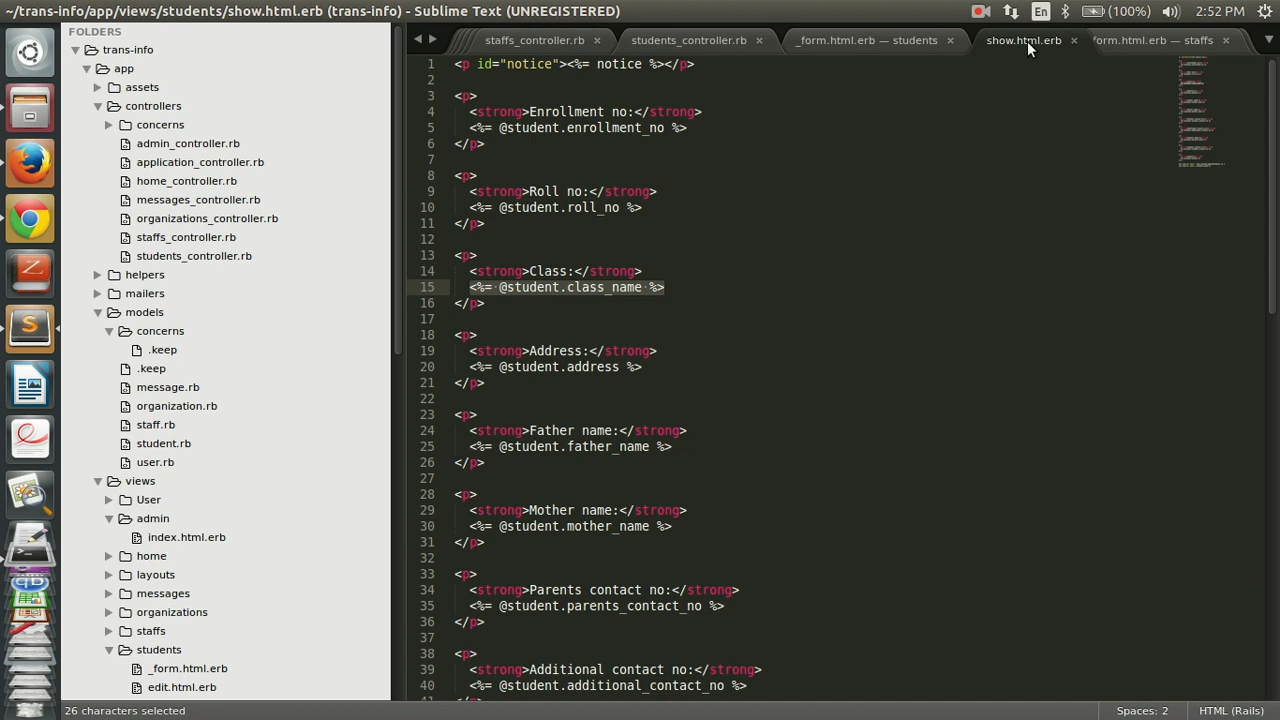 ~/trans-info/app/views/students/show.html.erb (trans-info) - Sublime Text (UNREGISTERED)
En
(100%)
2:52 PM
FOLDERS
trans-info
app
assets
controllers
concerns
admin_controller.rb
application_controller.rb
home_controller.rb
messages_controller.rb
organizations_controller.rb
staffs_controller.rb
students_controller.rb
helpers
mailers
models
concerns
.keep
.keep
message.rb
organization.rb
staff.rb
student.rb
user.rb
views
User
admin
index.html.erb
home
layouts
messages
organizations
staffs
students
_form.html.erb
edit.html.erb
staffs_controller.rb ×
students_controller.rb ×
_form.html.erb — students ×
show.html.erb ×
form.html.erb — staffs ×
1 <p id="notice"><%= notice %></p>
2
3 <p>
4 <strong>Enrollment no:</strong>
5 <%= @student.enrollment_no %>
6 </p>
7
8 <p>
9 <strong>Roll no:</strong>
10 <%= @student.roll_no %>
11 </p>
12
13 <p>
14 <strong>Class:</strong>
15 <%= @student.class_name %>
16 </p>
17
18 <p>
19 <strong>Address:</strong>
20 <%= @student.address %>
21 </p>
22
23 <p>
24 <strong>Father name:</strong>
25 <%= @student.father_name %>
26 </p>
27
28 <p>
29 <strong>Mother name:</strong>
30 <%= @student.mother_name %>
31 </p>
32
33 <p>
34 <strong>Parents contact no:</strong>
35 <%= @student.parents_contact_no %>
36 </p>
37
38 <p>
39 <strong>Additional contact no:</strong>
40 <%= @student.additional_contact_no %>
26 characters selected
Spaces: 2
HTML (Rails)